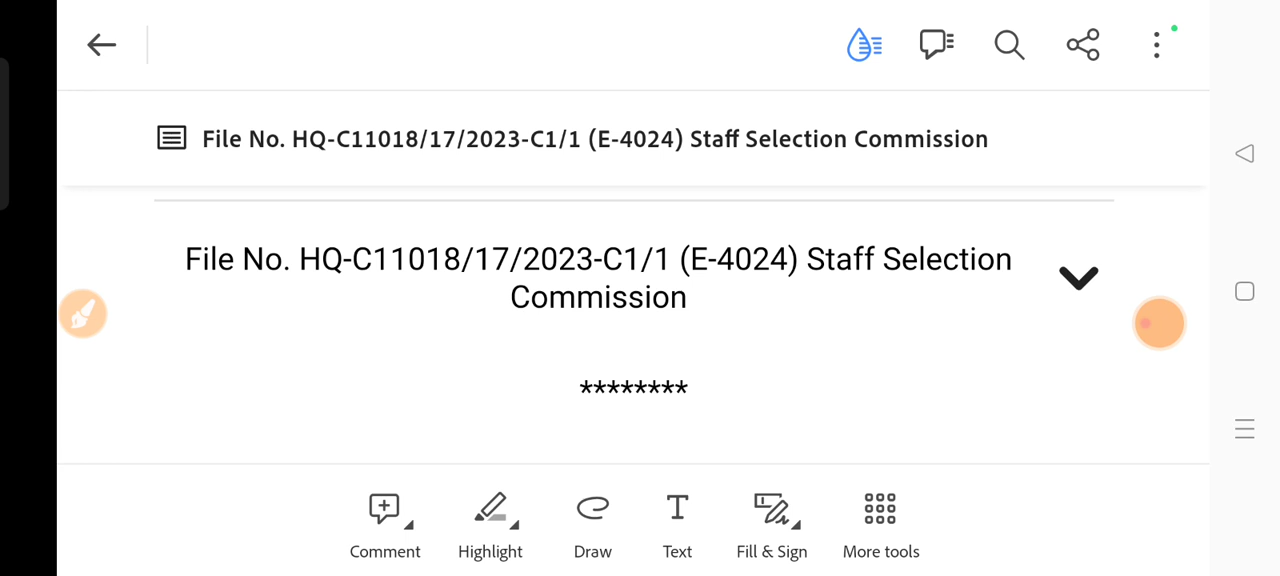 File No. HQ-C11018/17/2023-C1/1 (E-4024) Staff Selection Commission
File No. HQ-C11018/17/2023-C1/1 (E-4024) Staff Selection
Commission
********
Comment Highlight Draw Text Fill & Sign More tools